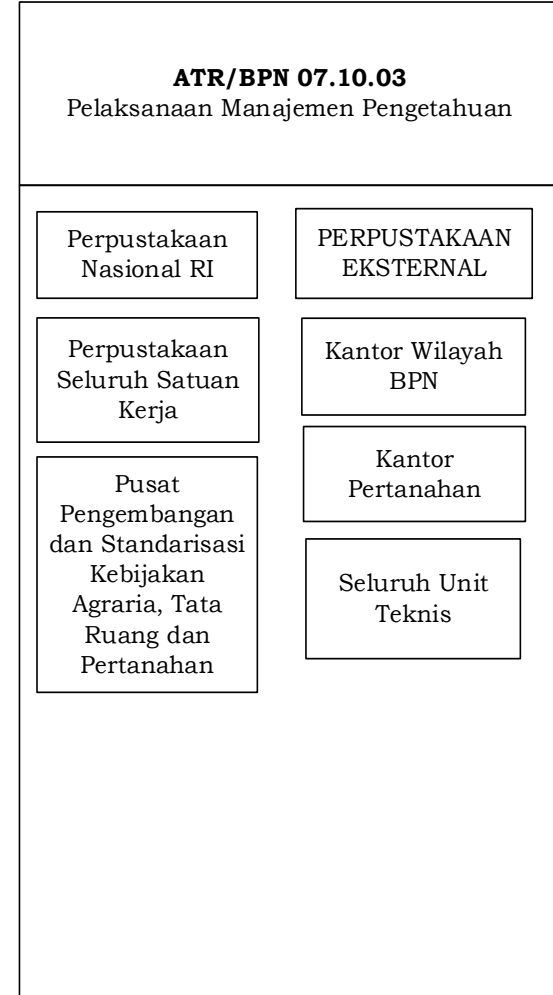 ATR/BPN 07.10.03
Pelaksanaan Manajemen Pengetahuan
Perpustakaan
Nasional RI
PERPUSTAKAAN
EKSTERNAL
Perpustakaan
Seluruh Satuan
Kerja
Kantor Wilayah
BPN
Pusat
Pengembangan
dan Standarisasi
Kebijakan
Agraria, Tata
Ruang dan
Pertanahan
Kantor
Pertanahan
Seluruh Unit
Teknis